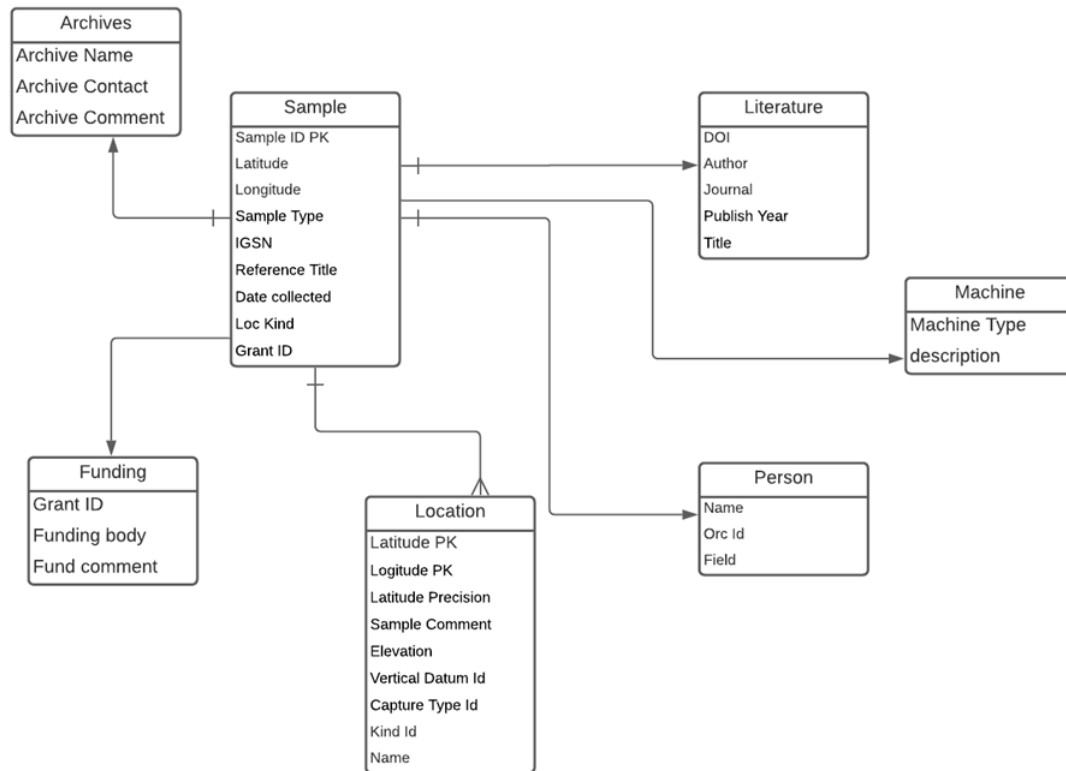 Archives
Archive Name
Archive Contact
Archive Comment
Sample
Sample ID PK
Latitude
Longitude
Sample Type
IGSN
Reference Title
Date collected
Loc Kind
Grant ID
Literature
DOI
Author
Journal
Publish Year
Title
Machine
Machine Type
description
Funding
Grant ID
Funding body
Fund comment
Location
Latitude PK
Logitude PK
Latitude Precision
Sample Comment
Elevation
Vertical Datum Id
Capture Type Id
Kind Id
Name
Person
Name
Orc Id
Field